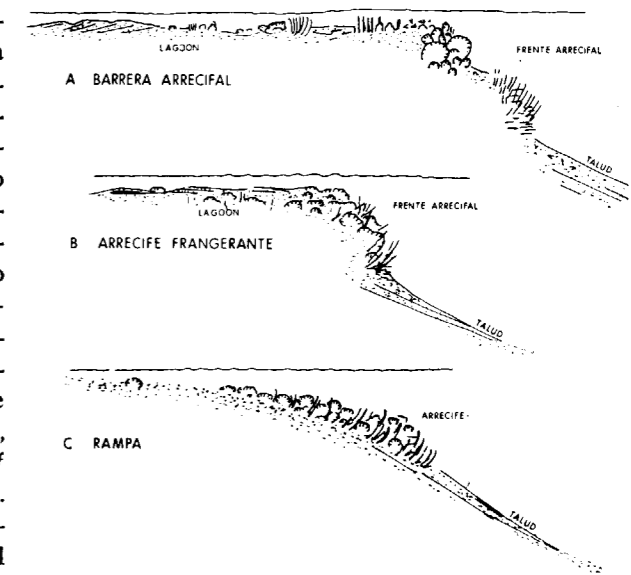 LAGOON
FRENTE ARRECIFAL
A BARRERA ARRECIFAL
TALUD
LAGOON
FRENTE ARRECIFAL
B ARRECIFE FRANGERANTE
TALUD
ARRECIFE
C RAMPA
TALUD